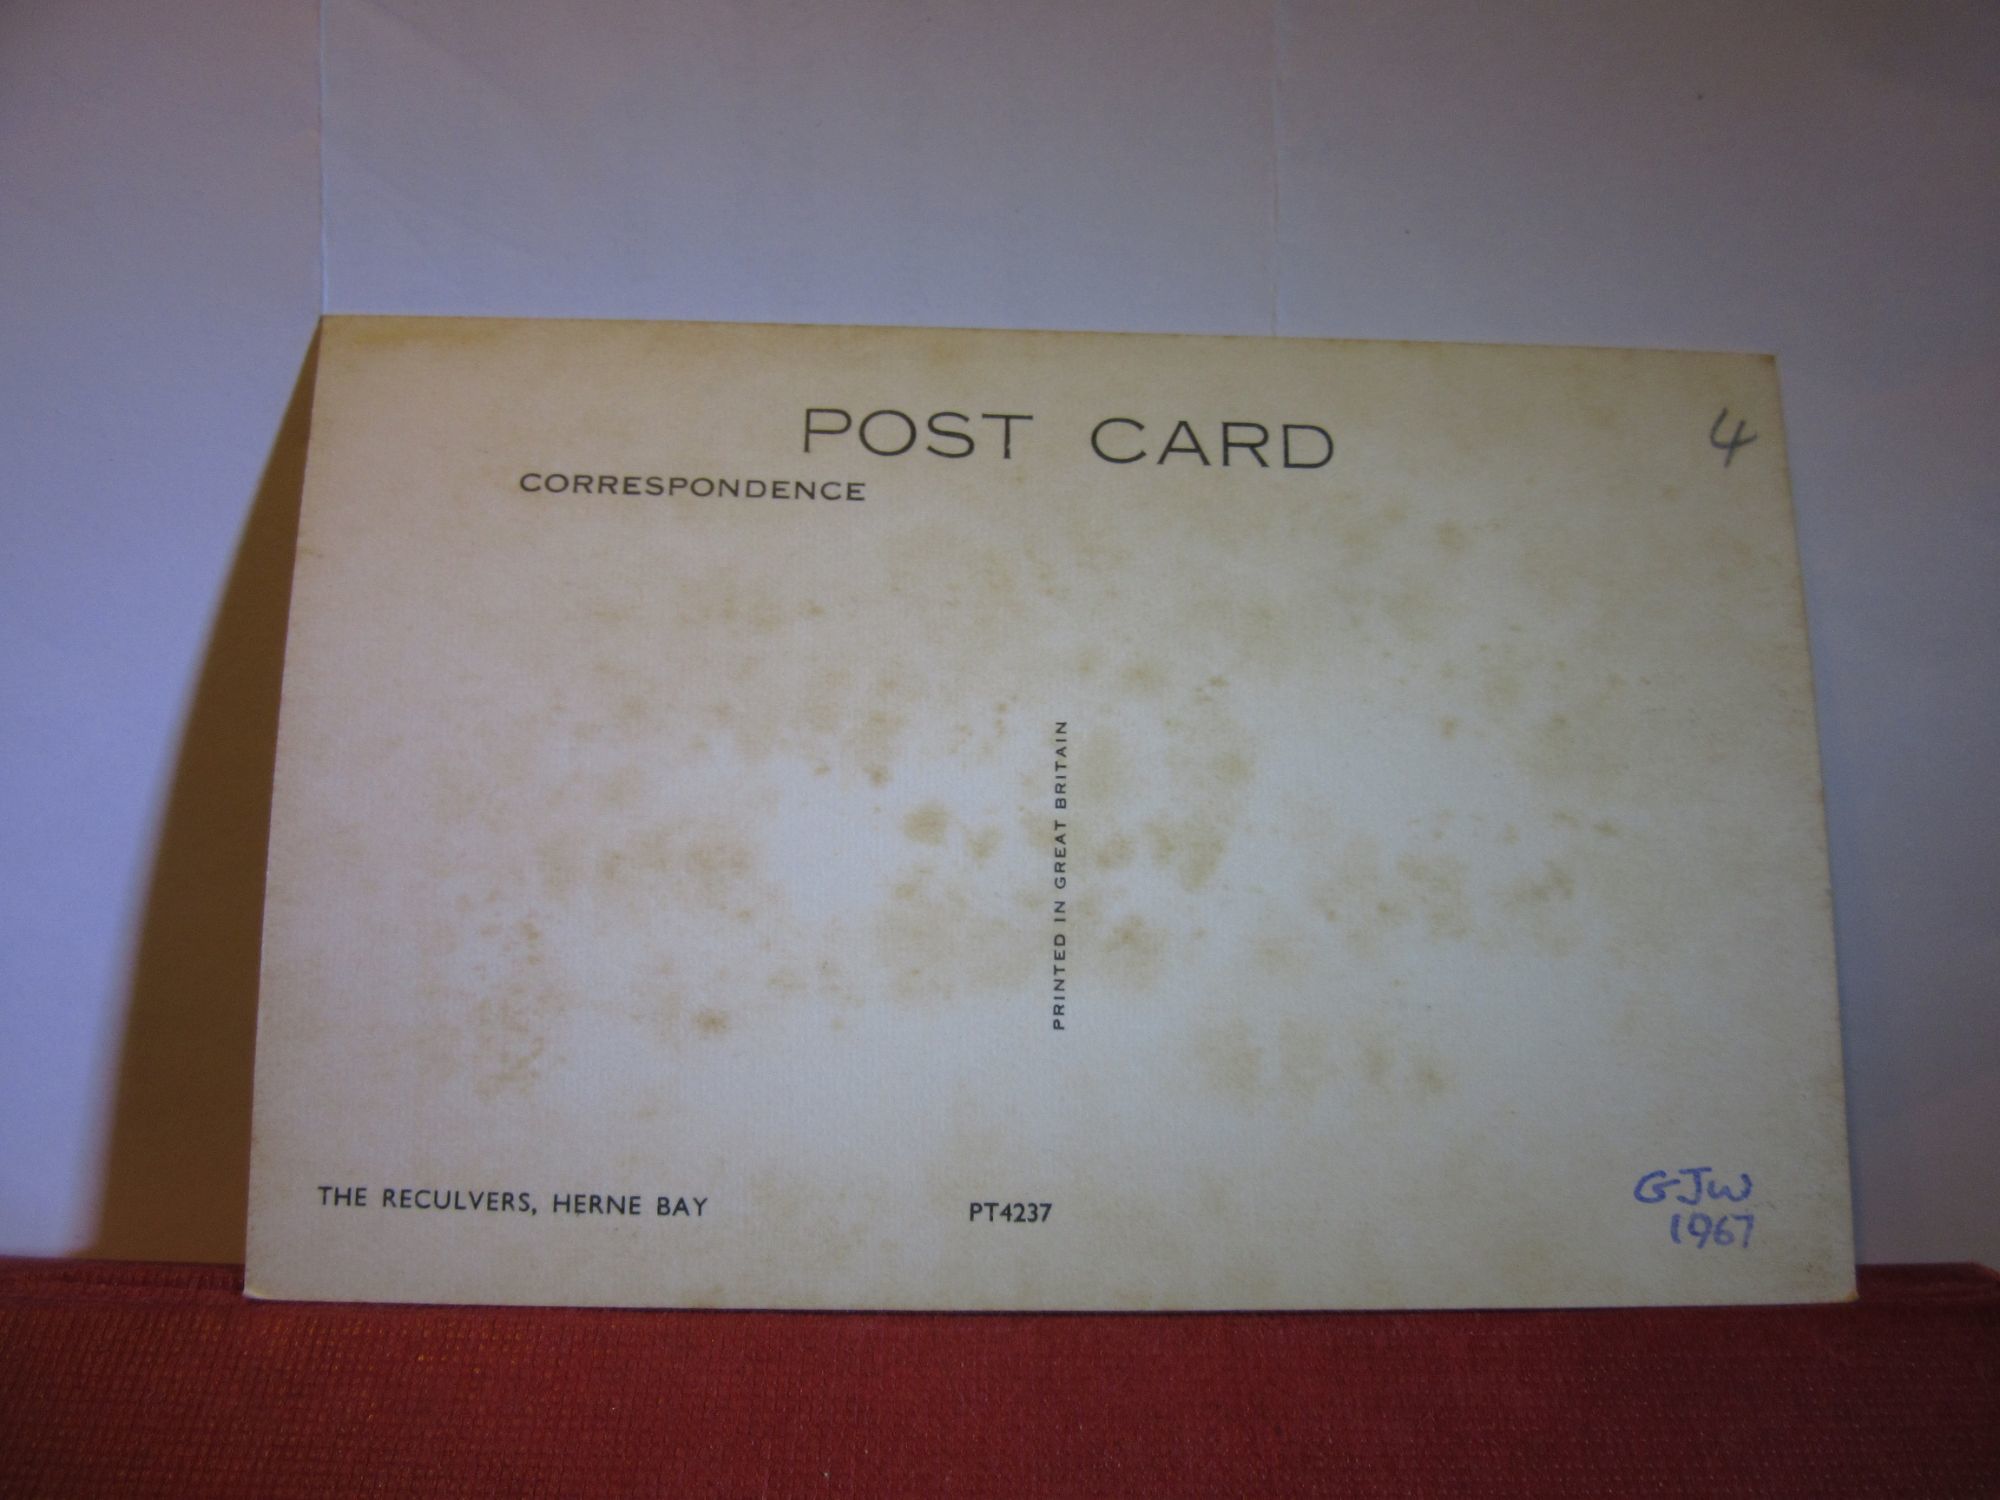 POST CARD
4
CORRESPONDENCE
PRINTED IN GREAT BRITAIN
THE RECULVERS, HERNE BAY
PT4237
GJW
1967